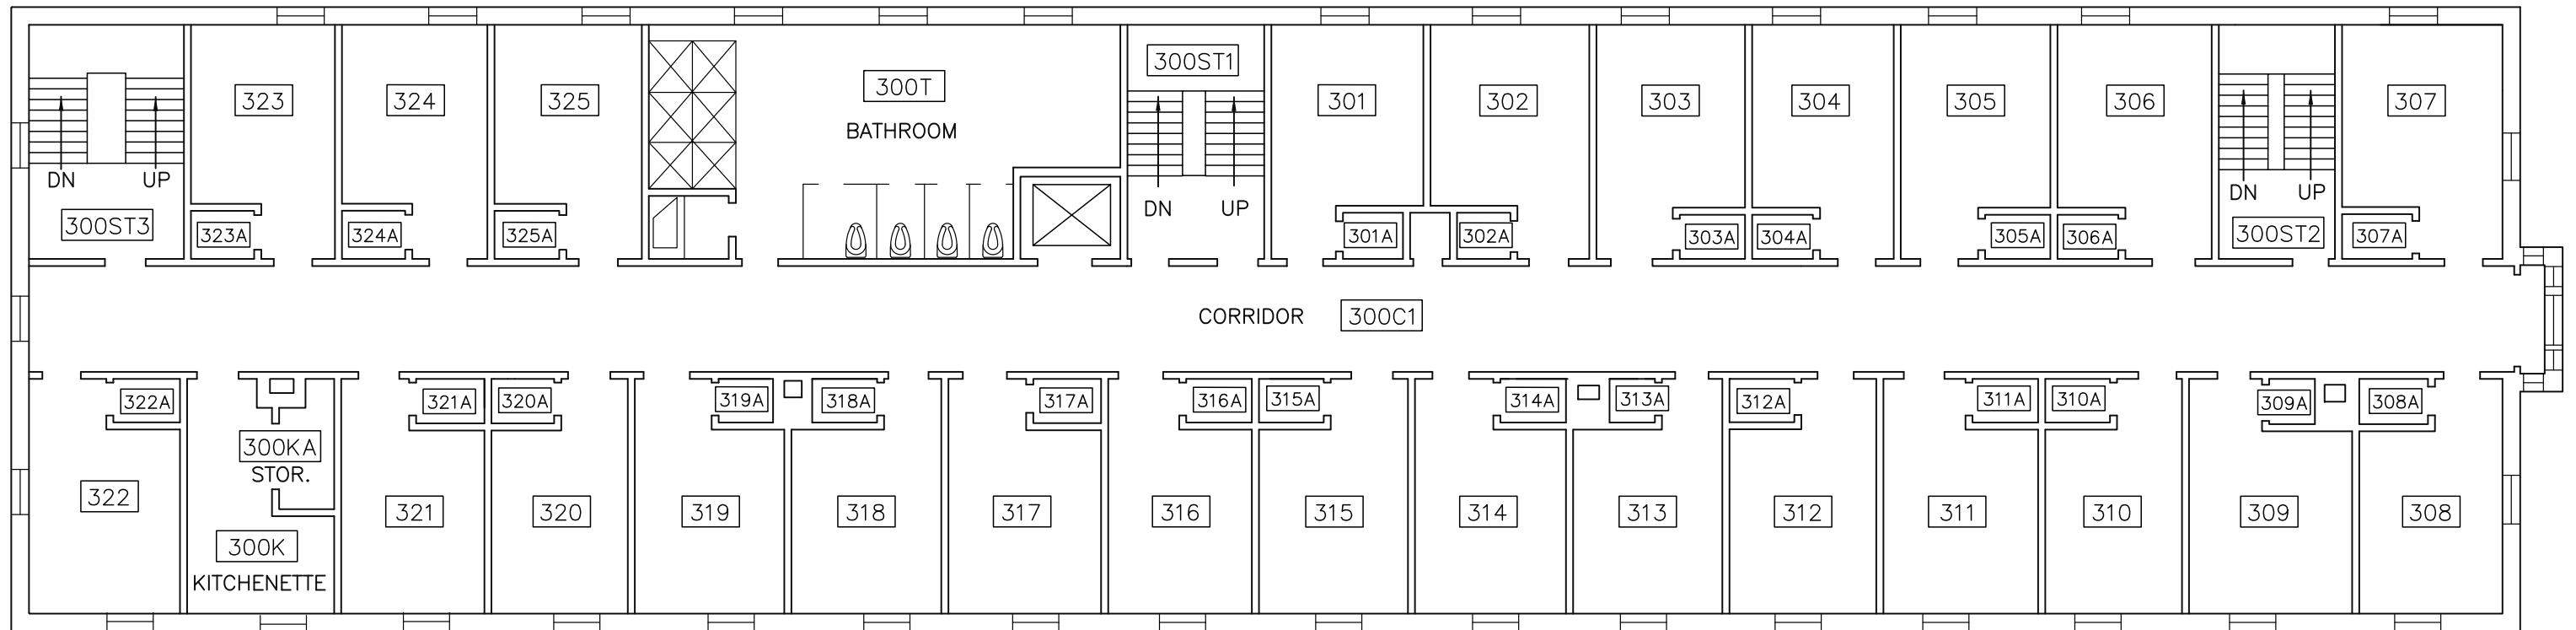 300ST1
323
324
325
300T
301
302
303
304
305
306
307
BATHROOM
DN
UP
DN
UP
DN
UP
300ST3
323A
324A
325A
301A
302A
303A
304A
305A
306A
300ST2
307A
CORRIDOR
300C1
322A
321A
320A
319A
318A
317A
316A
315A
314A
313A
312A
311A
310A
309A
308A
300KA
STOR.
322
321
320
319
318
317
316
315
314
313
312
311
310
309
308
300K
KITCHENETTE